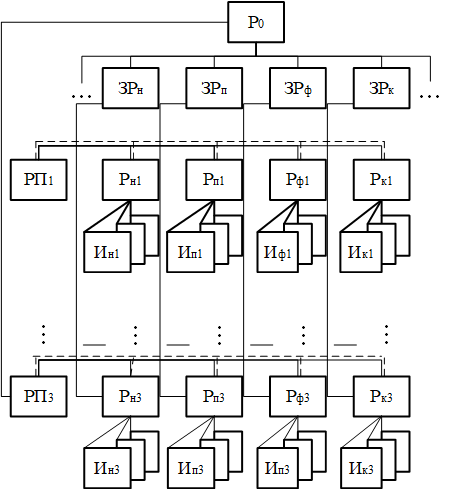 Р0
... ЗРн ЗРп ЗРф ЗРк ...
РП1 Рн1 Рп1 Рф1 Рк1
Ин1 Ип1 Иф1 Ик1
РП3 Рн3 Рп3 Рф3 Рк3
Ин3 Ип3 Ип3 Ик3